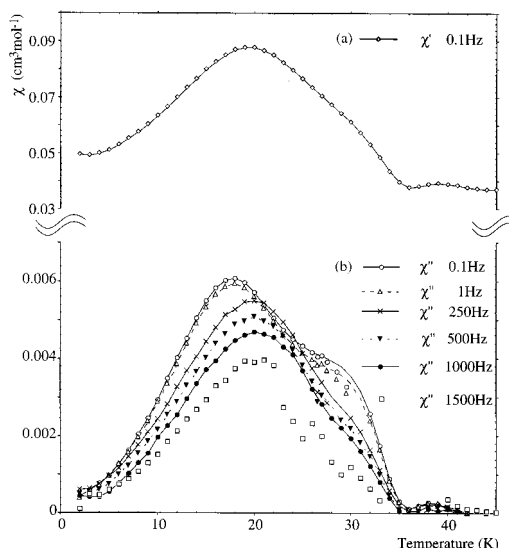 χ (cm³mol⁻¹)
0.09
0.07
0.05
0.03
(a)
χ' 0.1Hz
0.006
0.004
0.002
0
(b)
χ" 0.1Hz
χ" 1Hz
χ" 250Hz
χ" 500Hz
χ" 1000Hz
χ" 1500Hz
0 10 20 30 40
Temperature (K)